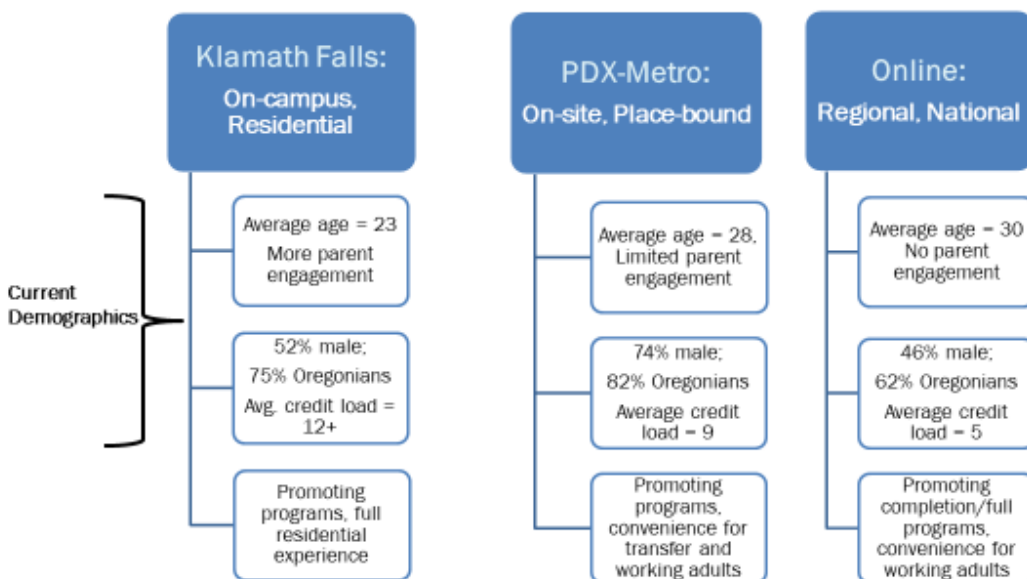 Klamath Falls:
On-campus,
Residential
PDX-Metro:
On-site, Place-bound
Online:
Regional, National
Current
Demographics
Average age = 23
More parent
engagement
Average age = 28,
Limited parent
engagement
Average age = 30
No parent
engagement
52% male;
75% Oregonians
Avg. credit load =
12+
74% male;
82% Oregonians
Average credit
load = 9
46% male;
62% Oregonians
Average credit
load = 5
Promoting
programs, full
residential
experience
Promoting
programs,
convenience for
transfer and
working adults
Promoting
completion/full
programs,
convenience for
working adults